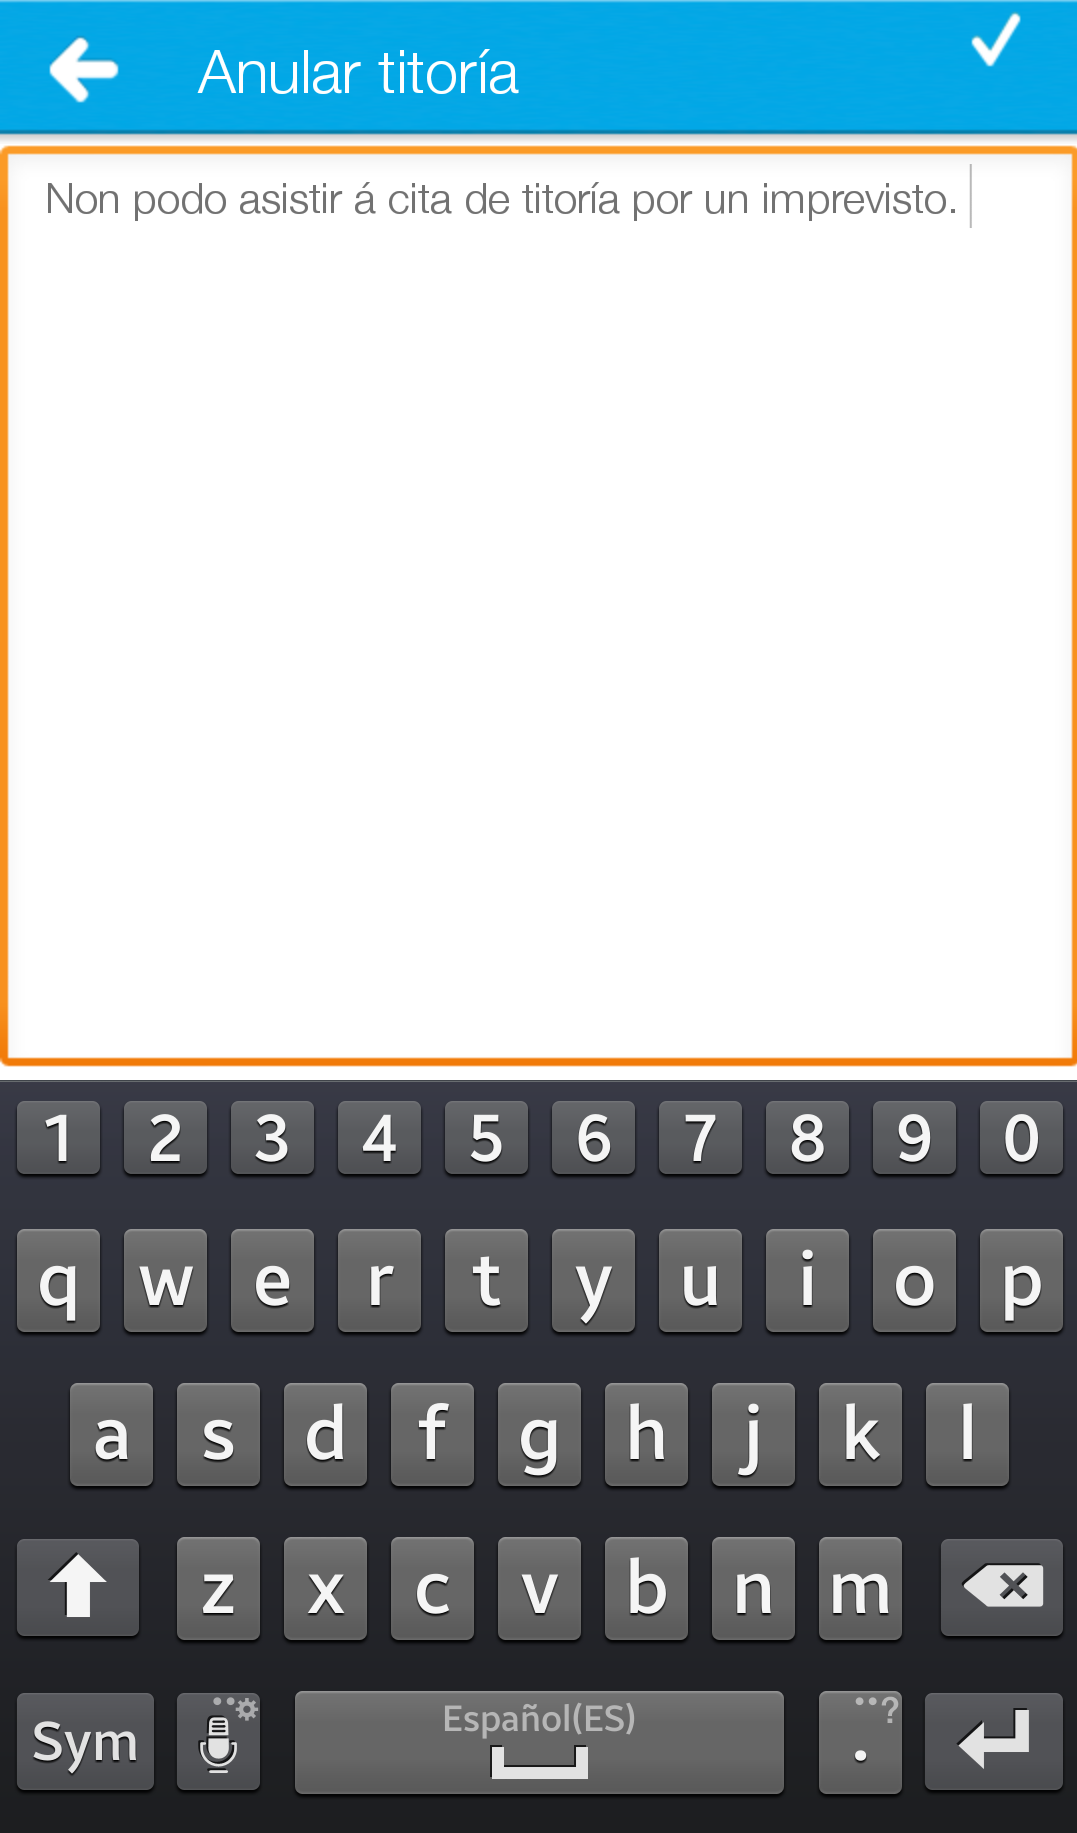 Anular titoría
Non podo asistir á cita de titoría por un imprevisto.
1 2 3 4 5 6 7 8 9 0
q w e r t y u i o p
a s d f g h j k l
z x c v b n m
Sym Español(ES) . ?